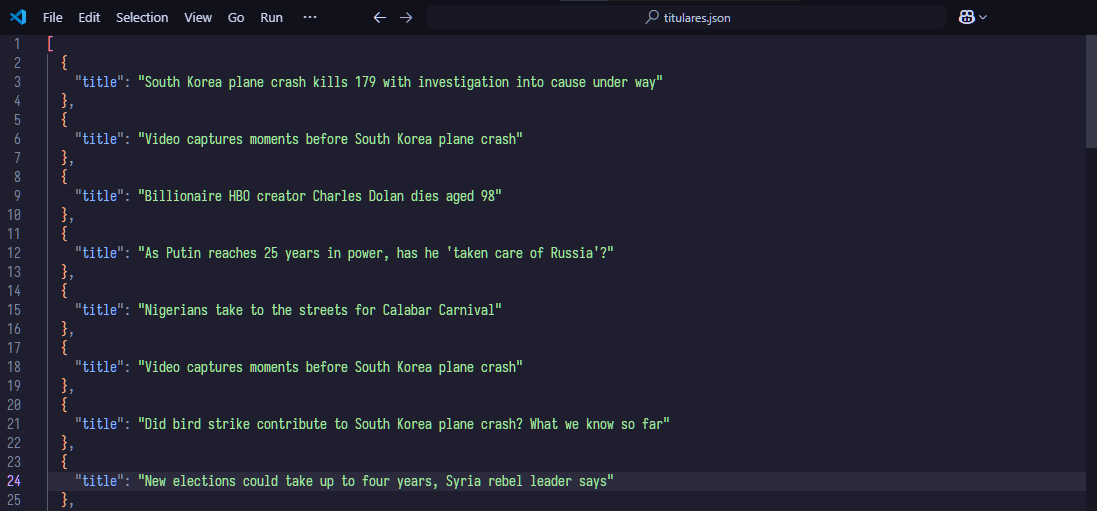 File Edit Selection View Go Run ··· ← → titulares.json
1 [
2 {
3 "title": "South Korea plane crash kills 179 with investigation into cause under way"
4 },
5 {
6 "title": "Video captures moments before South Korea plane crash"
7 },
8 {
9 "title": "Billionaire HBO creator Charles Dolan dies aged 98"
10 },
11 {
12 "title": "As Putin reaches 25 years in power, has he 'taken care of Russia'?"
13 },
14 {
15 "title": "Nigerians take to the streets for Calabar Carnival"
16 },
17 {
18 "title": "Video captures moments before South Korea plane crash"
19 },
20 {
21 "title": "Did bird strike contribute to South Korea plane crash? What we know so far"
22 },
23 {
24 "title": "New elections could take up to four years, Syria rebel leader says"
25 },